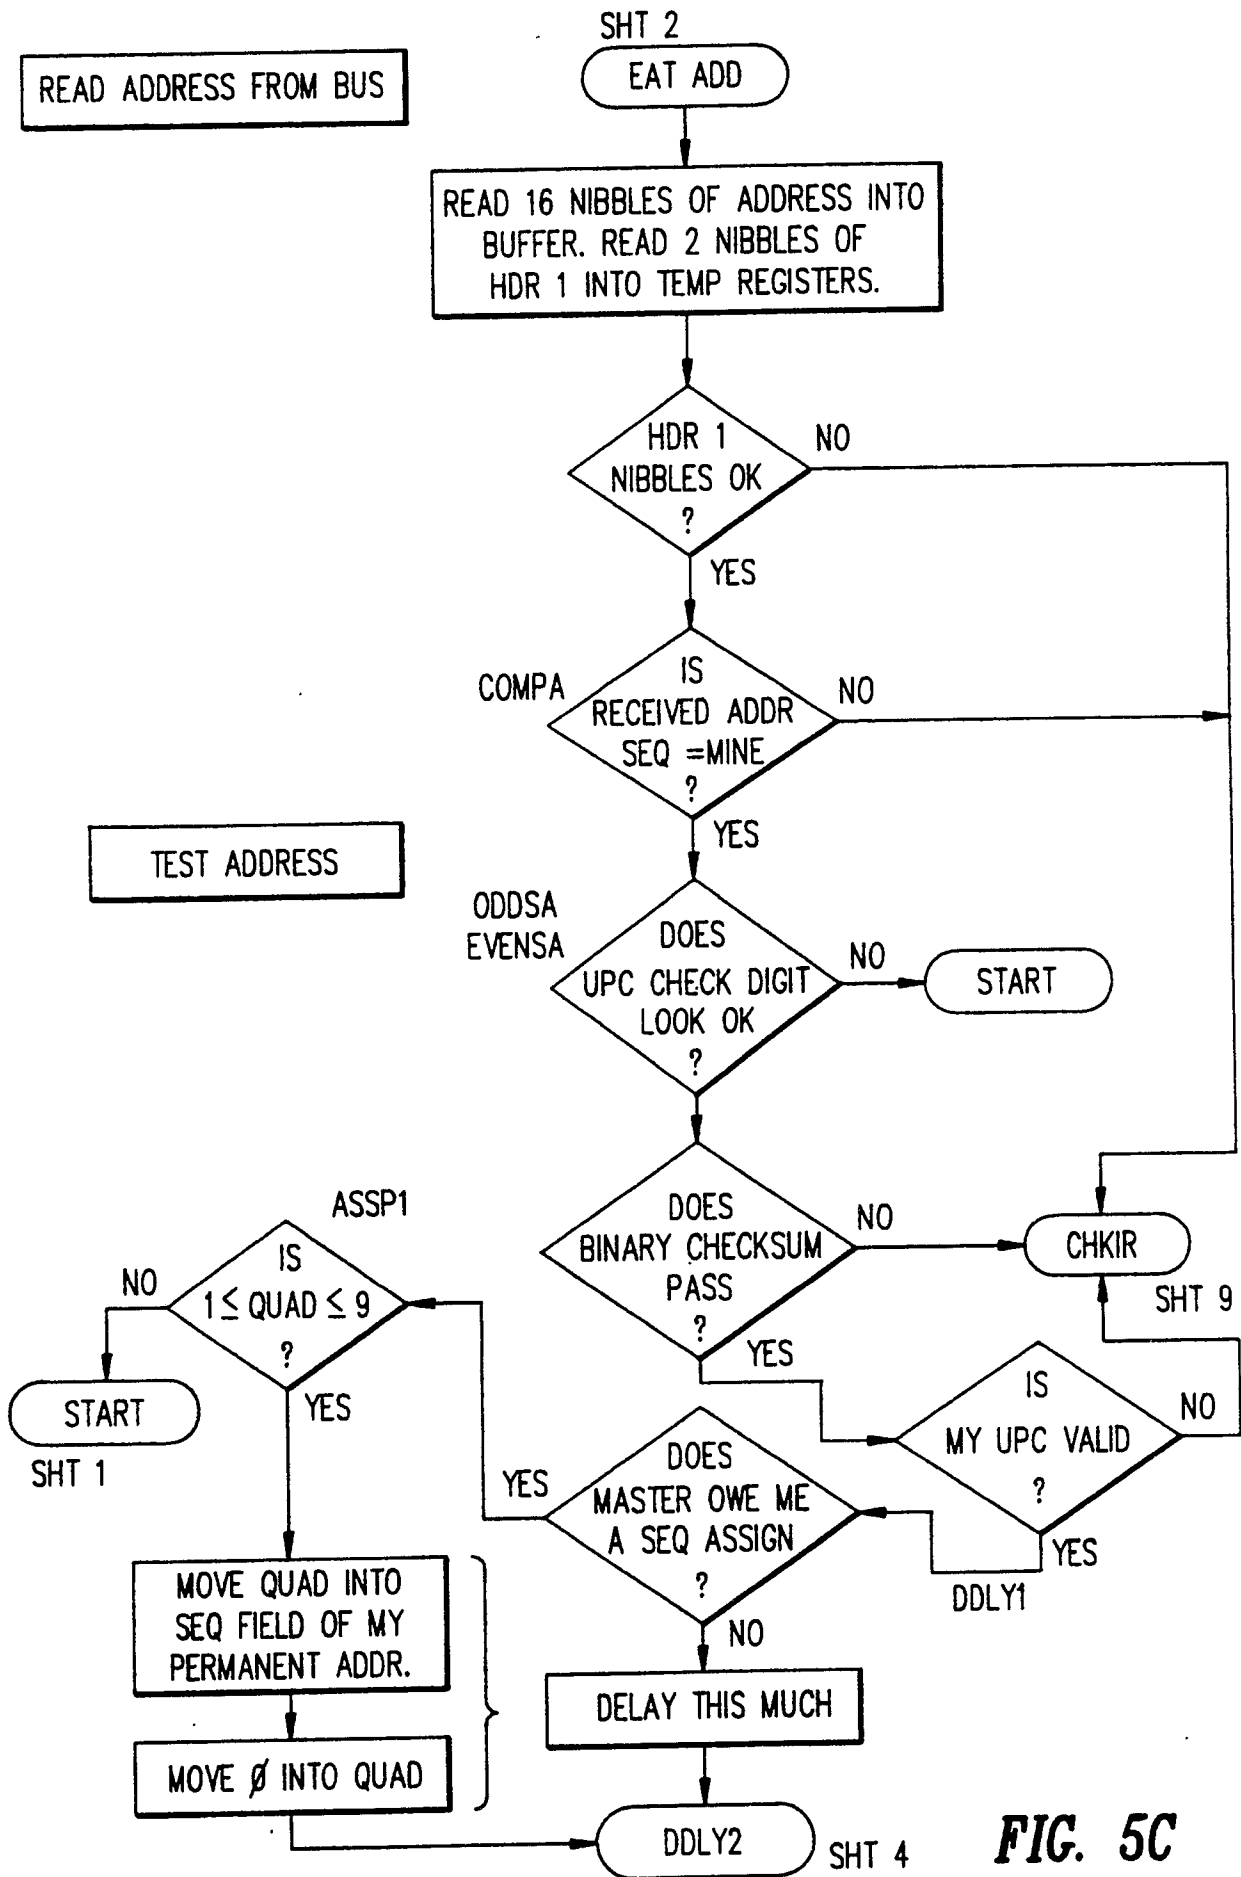 SHT 2
EAT ADD
READ ADDRESS FROM BUS
READ 16 NIBBLES OF ADDRESS INTO
BUFFER. READ 2 NIBBLES OF
HDR 1 INTO TEMP REGISTERS.
HDR 1
NIBBLES OK
?
NO
YES
COMPA
IS
RECEIVED ADDR
SEQ =MINE
?
NO
YES
TEST ADDRESS
ODDSA
EVENSA
DOES
UPC CHECK DIGIT
LOOK OK
?
NO
START
DOES
BINARY CHECKSUM
PASS
?
NO
YES
CHKIR
SHT 9
IS
MY UPC VALID
?
NO
YES
DDLY1
DOES
MASTER OWE ME
A SEQ ASSIGN
?
YES
NO
ASSP1
IS
1 ≤ QUAD ≤ 9
?
NO
YES
START
SHT 1
MOVE QUAD INTO
SEQ FIELD OF MY
PERMANENT ADDR.
MOVE Ø INTO QUAD
DELAY THIS MUCH
DDLY2
SHT 4
FIG. 5C